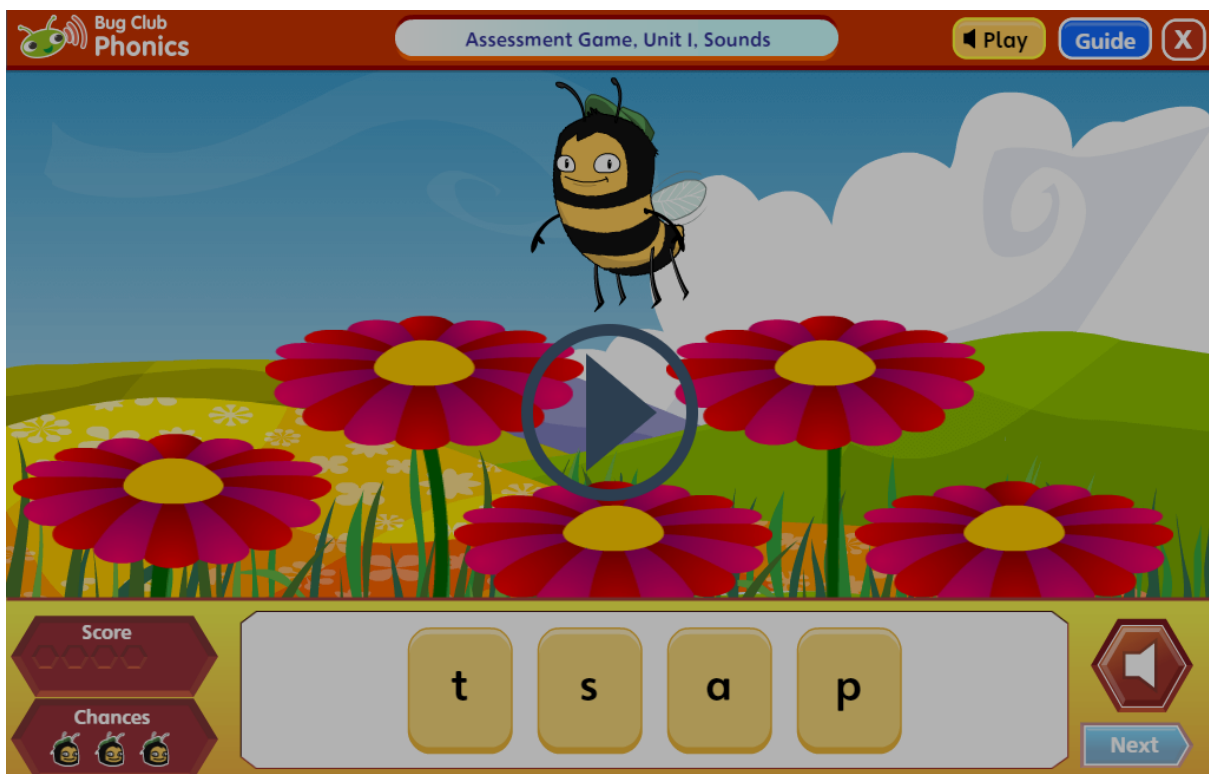 Bug Club
Phonics
Assessment Game, Unit 1, Sounds
Play
Guide
X
Score
Chances
t s a p
Next